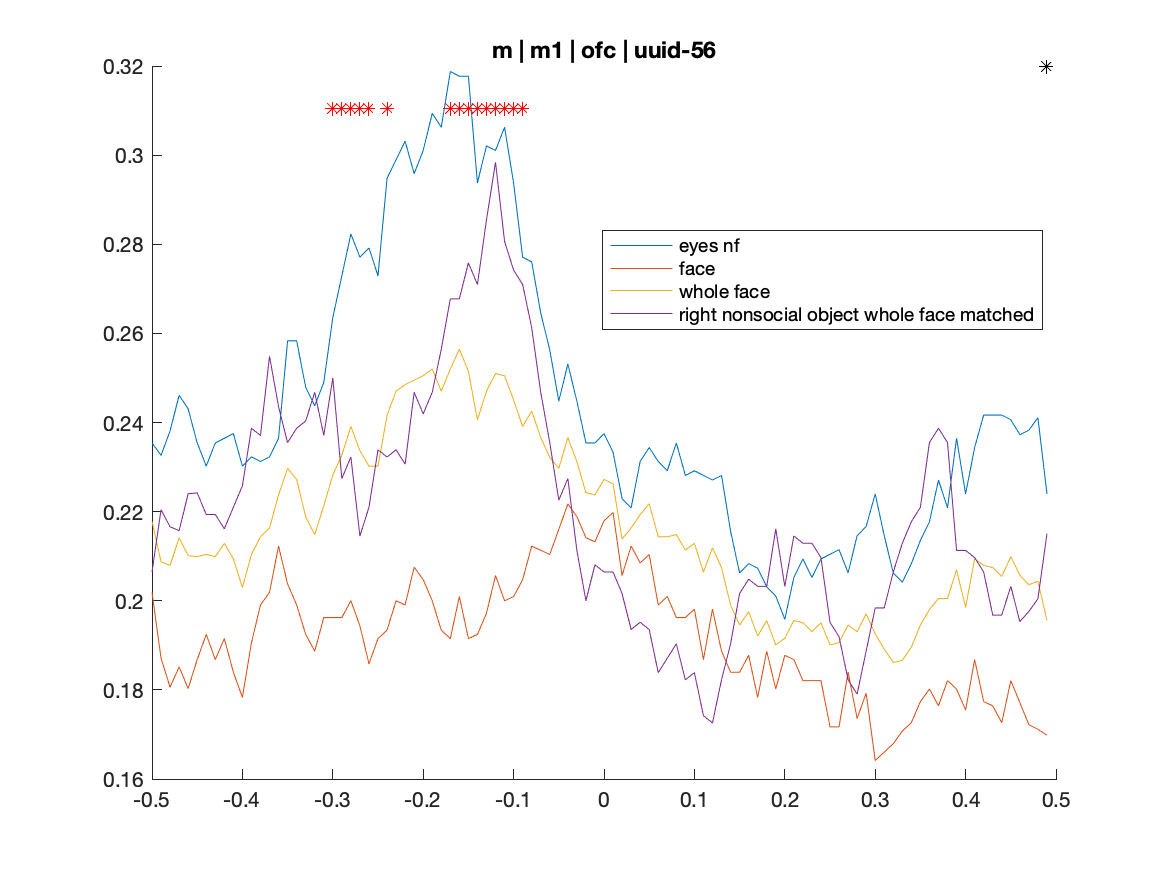 m | m1 | ofc | uuid-56
0.32
0.3
0.28
0.26
0.24
0.22
0.2
0.18
0.16
eyes nf
face
whole face
right nonsocial object whole face matched
-0.5 -0.4 -0.3 -0.2 -0.1 0 0.1 0.2 0.3 0.4 0.5